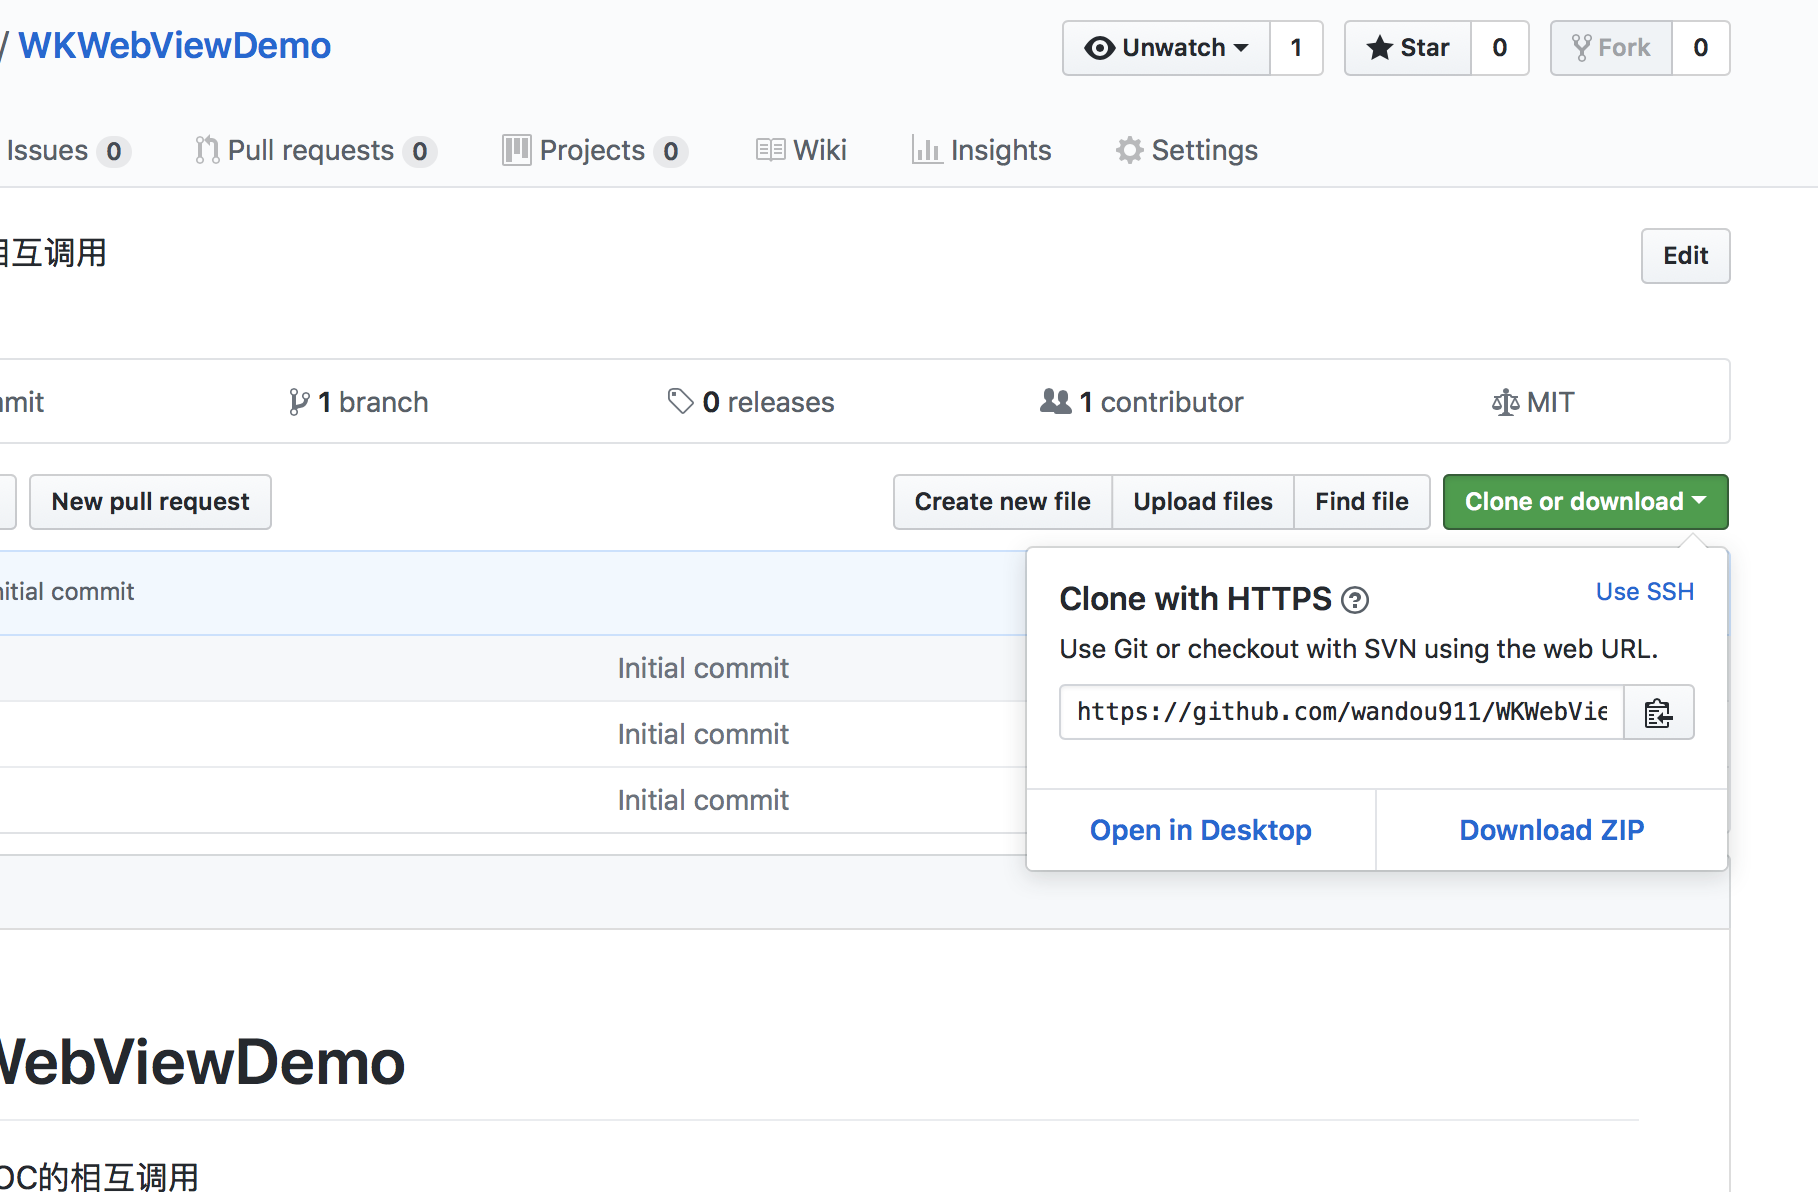 / WKWebViewDemo
Unwatch 1 Star 0 Fork 0
Issues 0 Pull requests 0 Projects 0 Wiki Insights Settings
相互调用
Edit
1 branch 0 releases 1 contributor MIT
New pull request Create new file Upload files Find file Clone or download
commit
Clone with HTTPS Use SSH
Use Git or checkout with SVN using the web URL.
https://github.com/wandou911/WKWebVie
Initial commit
Initial commit
Initial commit
Open in Desktop Download ZIP
WebViewDemo
OC的相互调用